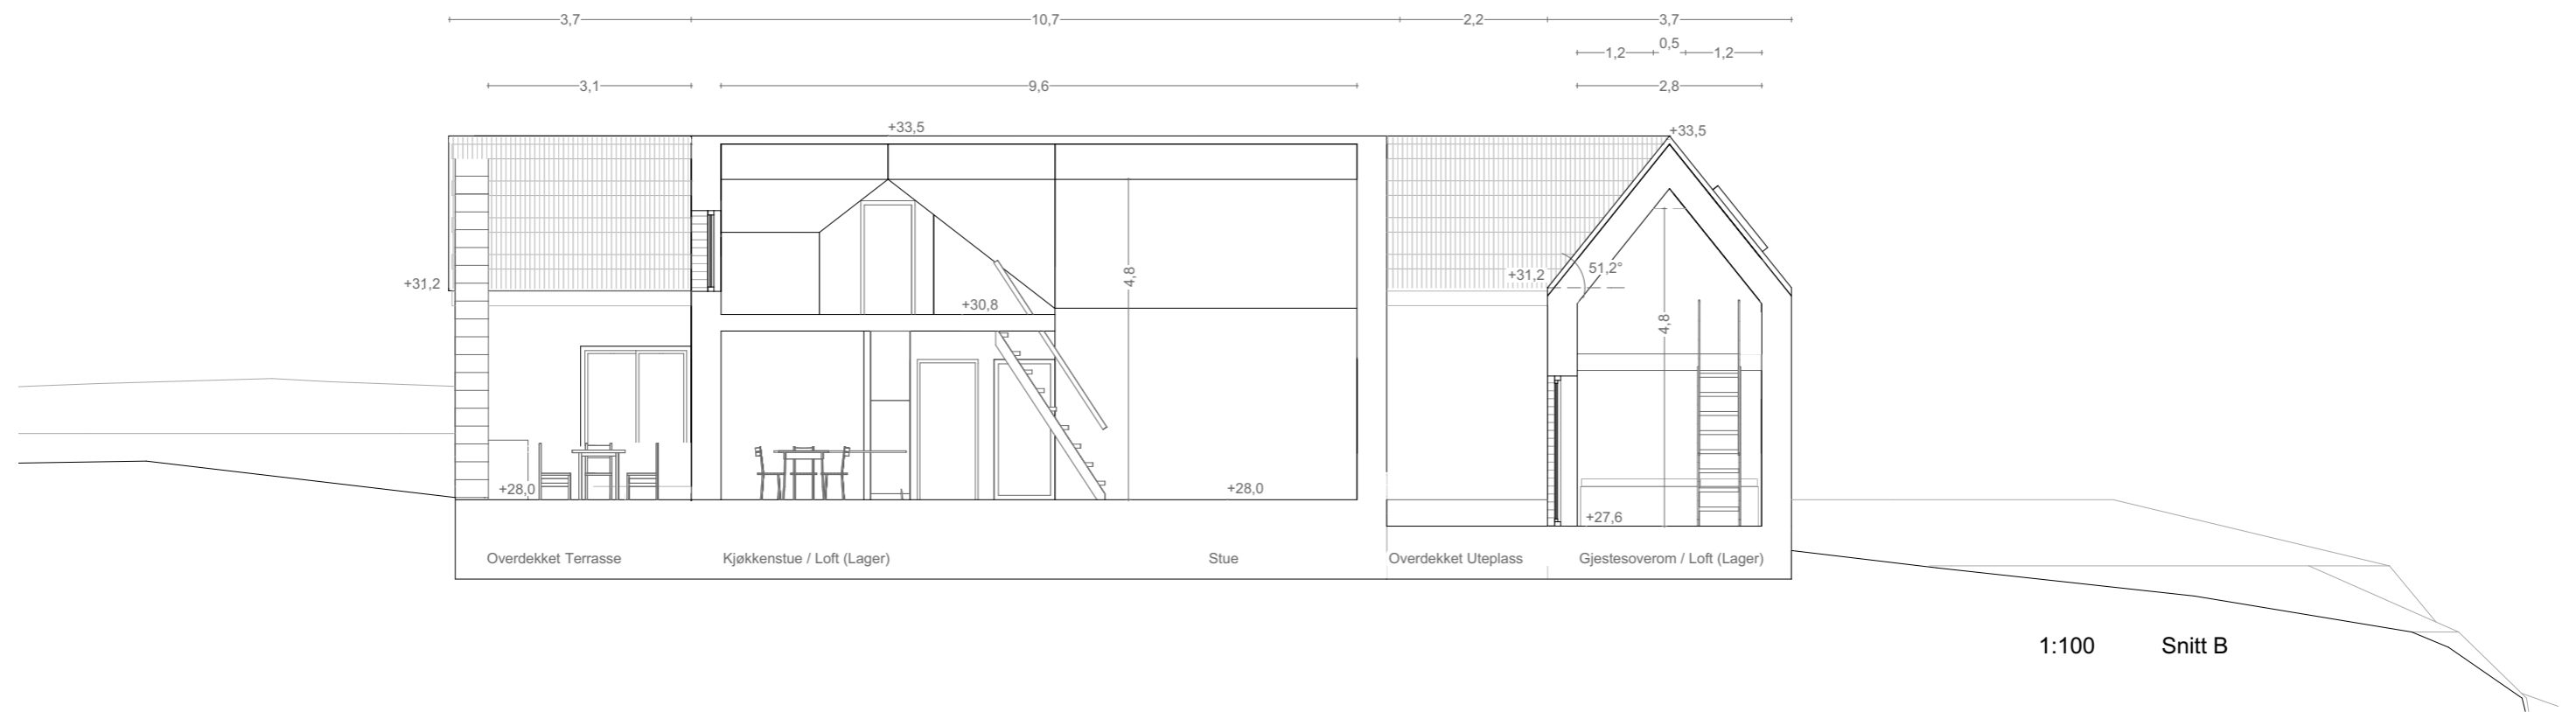 3,7 10,7 2,2 3,7
1,2 0,5 1,2
3,1 9,6 2,8
+33,5 +33,5
+31,2 4,8 +31,2 51,2°
+30,8 4,8
+28,0 +28,0
+27,6
Overdekket Terrasse Kjøkkenstue / Loft (Lager) Stue Overdekket Uteplass Gjestesoverom / Loft (Lager)
1:100 Snitt B